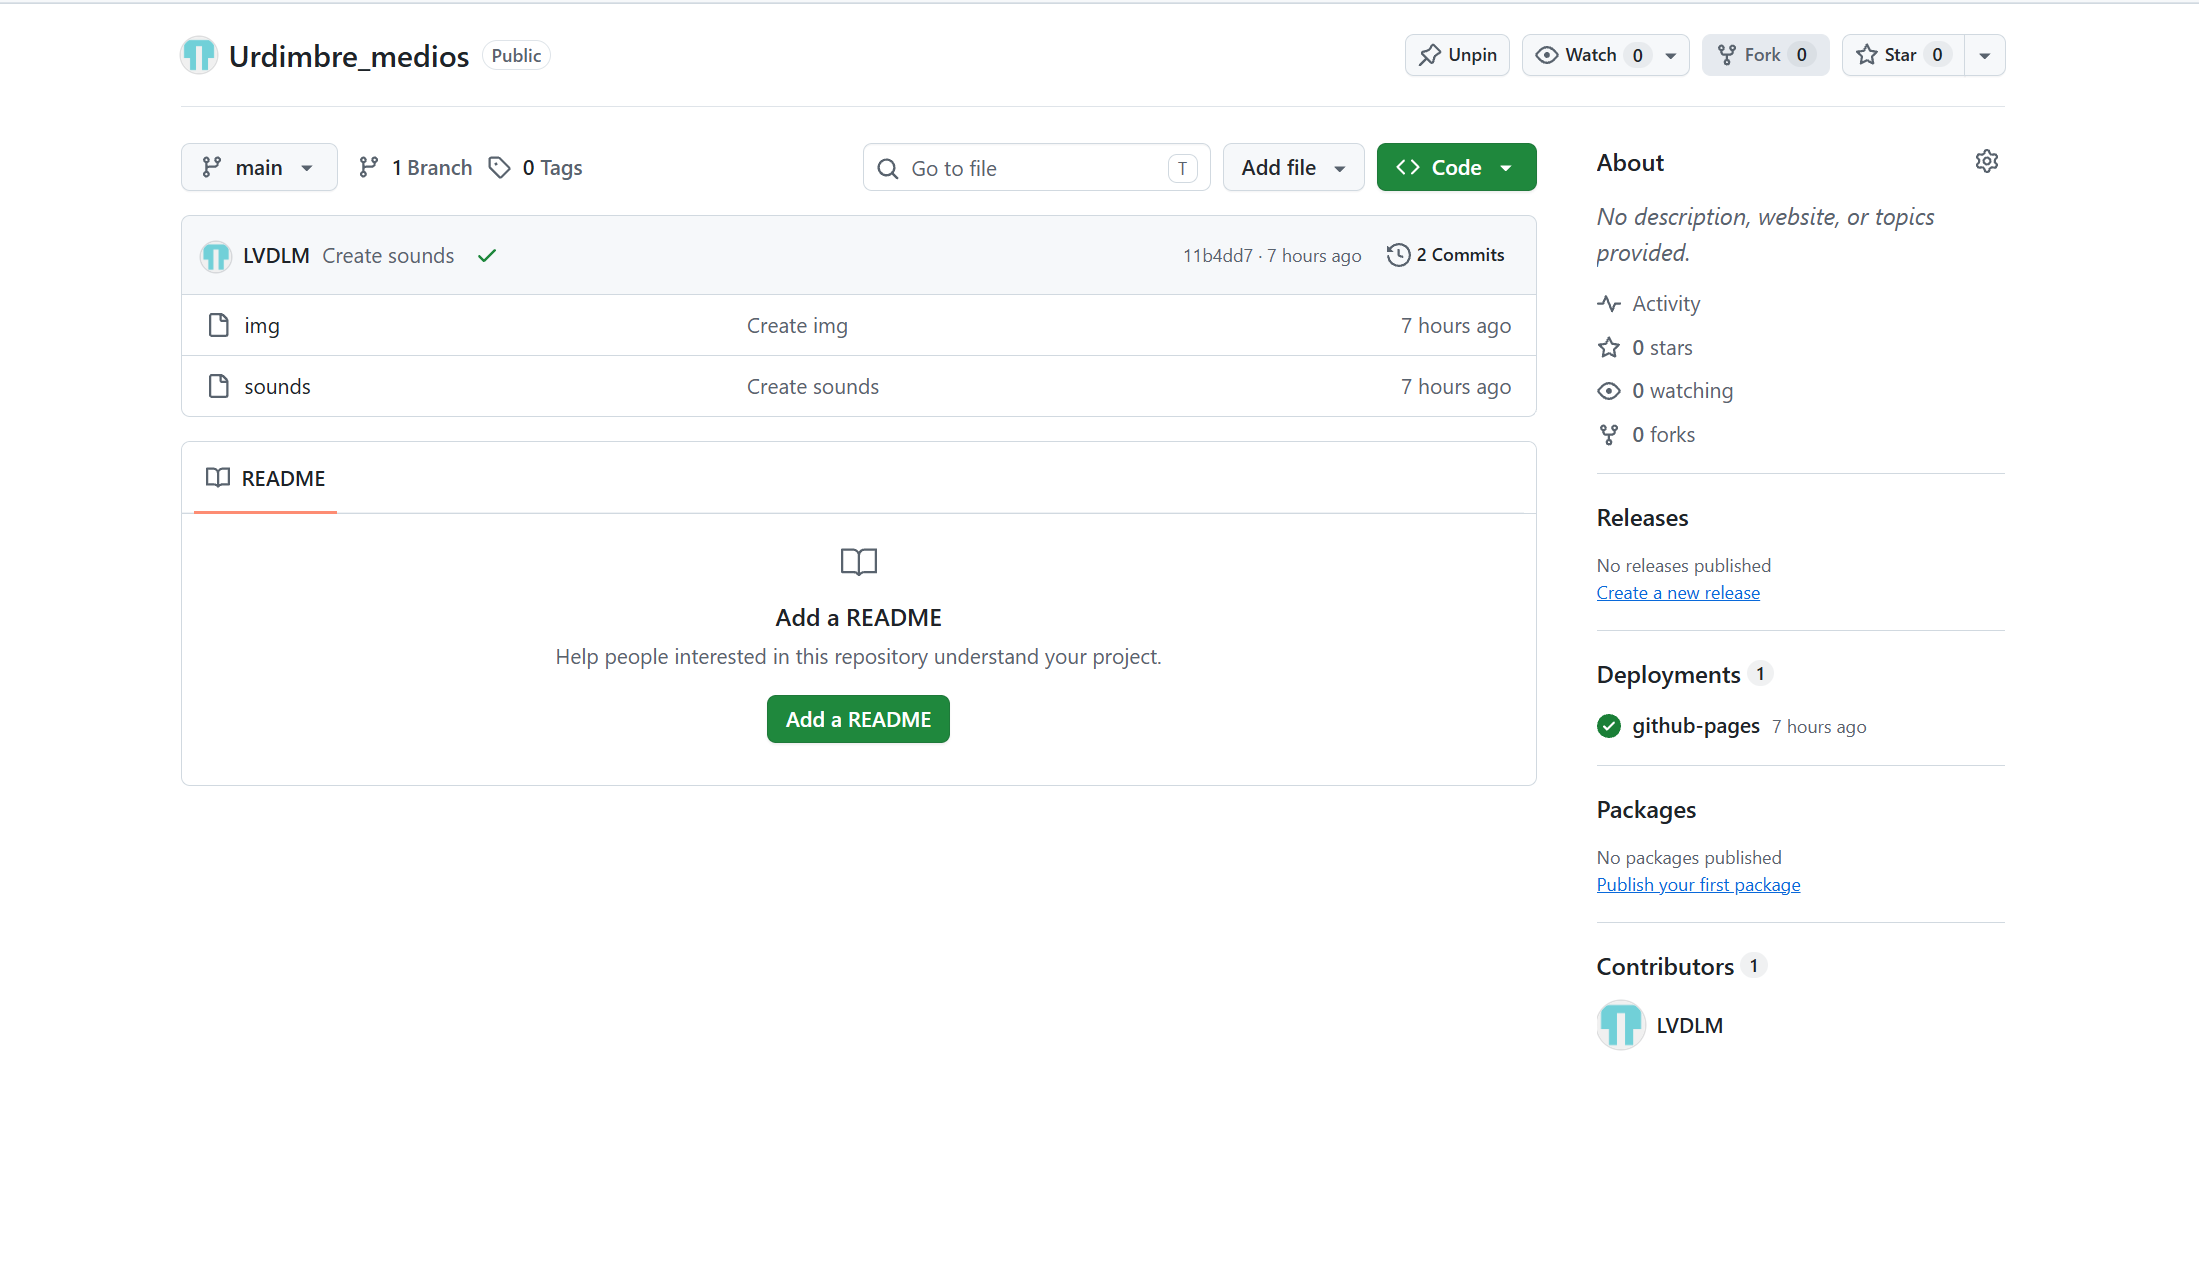 Urdimbre_medios Public Unpin Watch 0 Fork 0 Star 0
main 1 Branch 0 Tags Go to file T Add file Code
LVDLM Create sounds 11b4dd7 · 7 hours ago 2 Commits
img Create img 7 hours ago
sounds Create sounds 7 hours ago
README
Add a README
Help people interested in this repository understand your project.
Add a README
About
No description, website, or topics
provided.
Activity
0 stars
0 watching
0 forks
Releases
No releases published
Create a new release
Deployments 1
github-pages 7 hours ago
Packages
No packages published
Publish your first package
Contributors 1
LVDLM